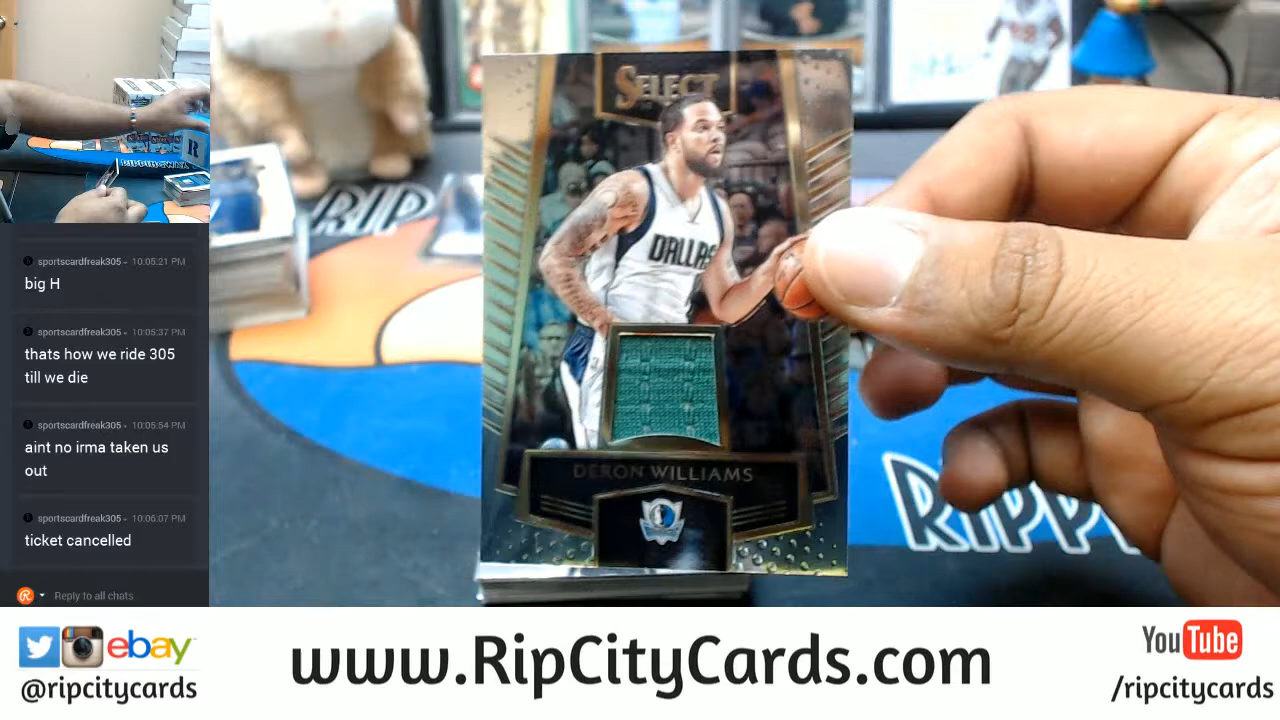 sportscardfreak305 - 10:05:21 PM
big H
sportscardfreak305 - 10:05:37 PM
thats how we ride 305
till we die
sportscardfreak305 - 10:05:54 PM
aint no irma taken us
out
sportscardfreak305 - 10:06:07 PM
ticket cancelled
Reply to all chats
SELECT
DALLAS
DERON WILLIAMS
RIP
RIPPI
R
ebay
@ripcitycards
www.RipCityCards.com
YouTube
/ripcitycards